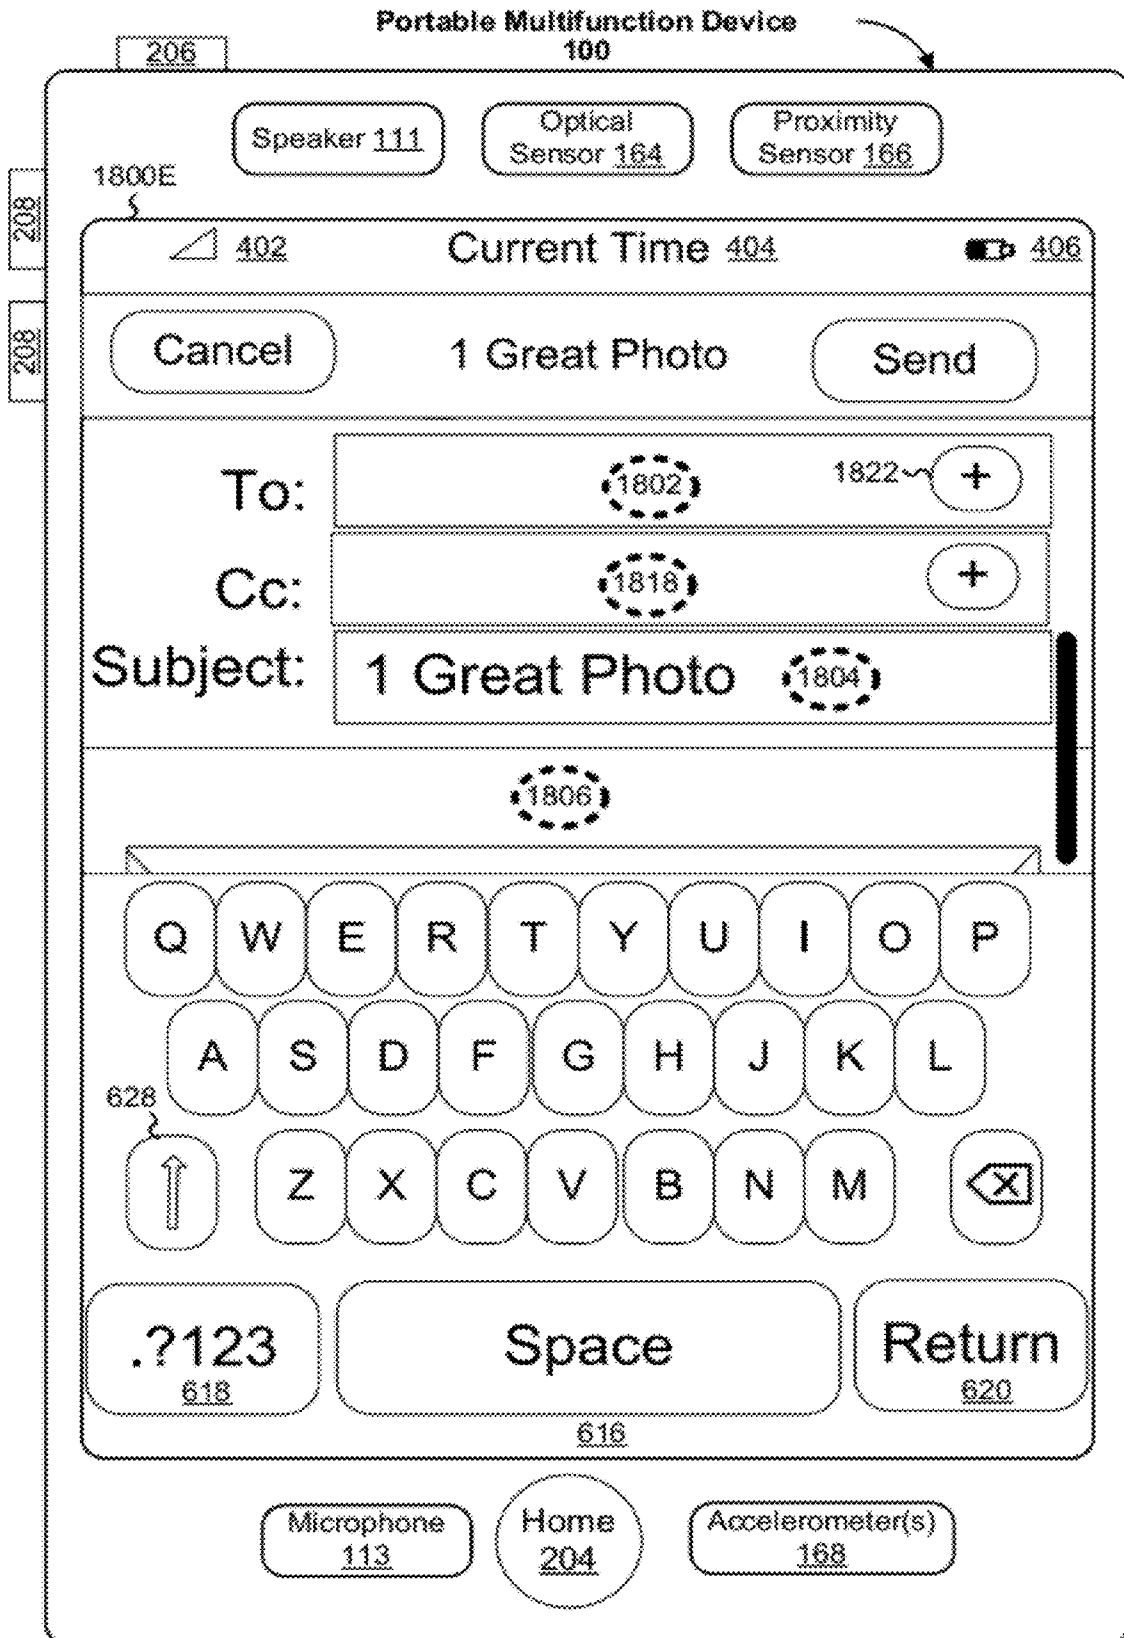 Portable Multifunction Device
100
206
Speaker 111
Optical
Sensor 164
Proximity
Sensor 166
1800E
208
208
402
Current Time 404
406
Cancel
1 Great Photo
Send
To:
1802
1822
+
Cc:
1818
+
Subject:
1 Great Photo
1804
1806
Q W E R T Y U I O P
A S D F G H J K L
628
Z X C V B N M
X
.?123
618
Space
616
Return
620
Microphone
113
Home
204
Accelerometer(s)
168